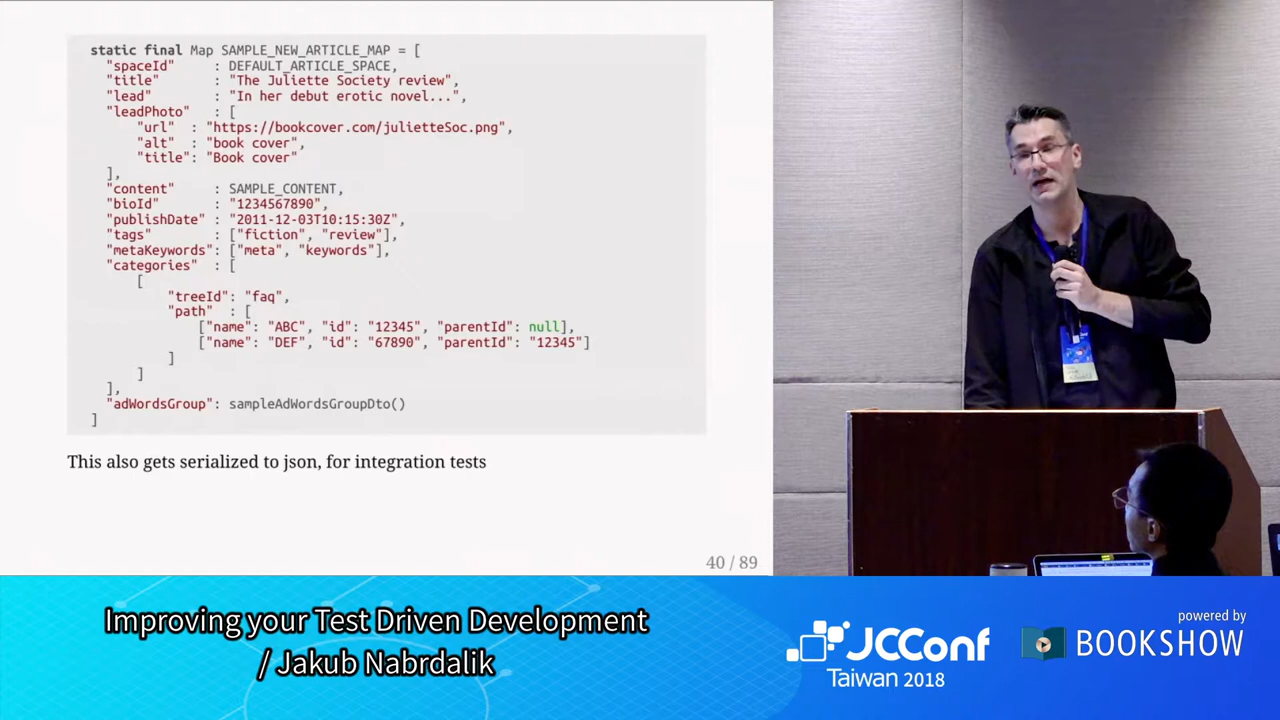 static final Map SAMPLE_NEW_ARTICLE_MAP = [
"spaceId" : DEFAULT_ARTICLE_SPACE,
"title" : "The Juliette Society review",
"lead" : "In her debut erotic novel...",
"leadPhoto" : [
"url" : "https://bookcover.com/julietteSoc.png",
"alt" : "book cover",
"title": "Book cover"
],
"content" : SAMPLE_CONTENT,
"bioId" : "1234567890",
"publishDate" : "2011-12-03T10:15:30Z",
"tags" : ["fiction", "review"],
"metaKeywords": ["meta", "keywords"],
"categories" : [
[
"treeId": "faq",
"path" : [
["name": "ABC", "id": "12345", "parentId": null],
["name": "DEF", "id": "67890", "parentId": "12345"]
]
]
],
"adWordsGroup": sampleAdWordsGroupDto()
]
This also gets serialized to json, for integration tests
40 / 89
Improving your Test Driven Development
/ Jakub Nabrdalik
JCConf
Taiwan 2018
powered by
BOOKSHOW